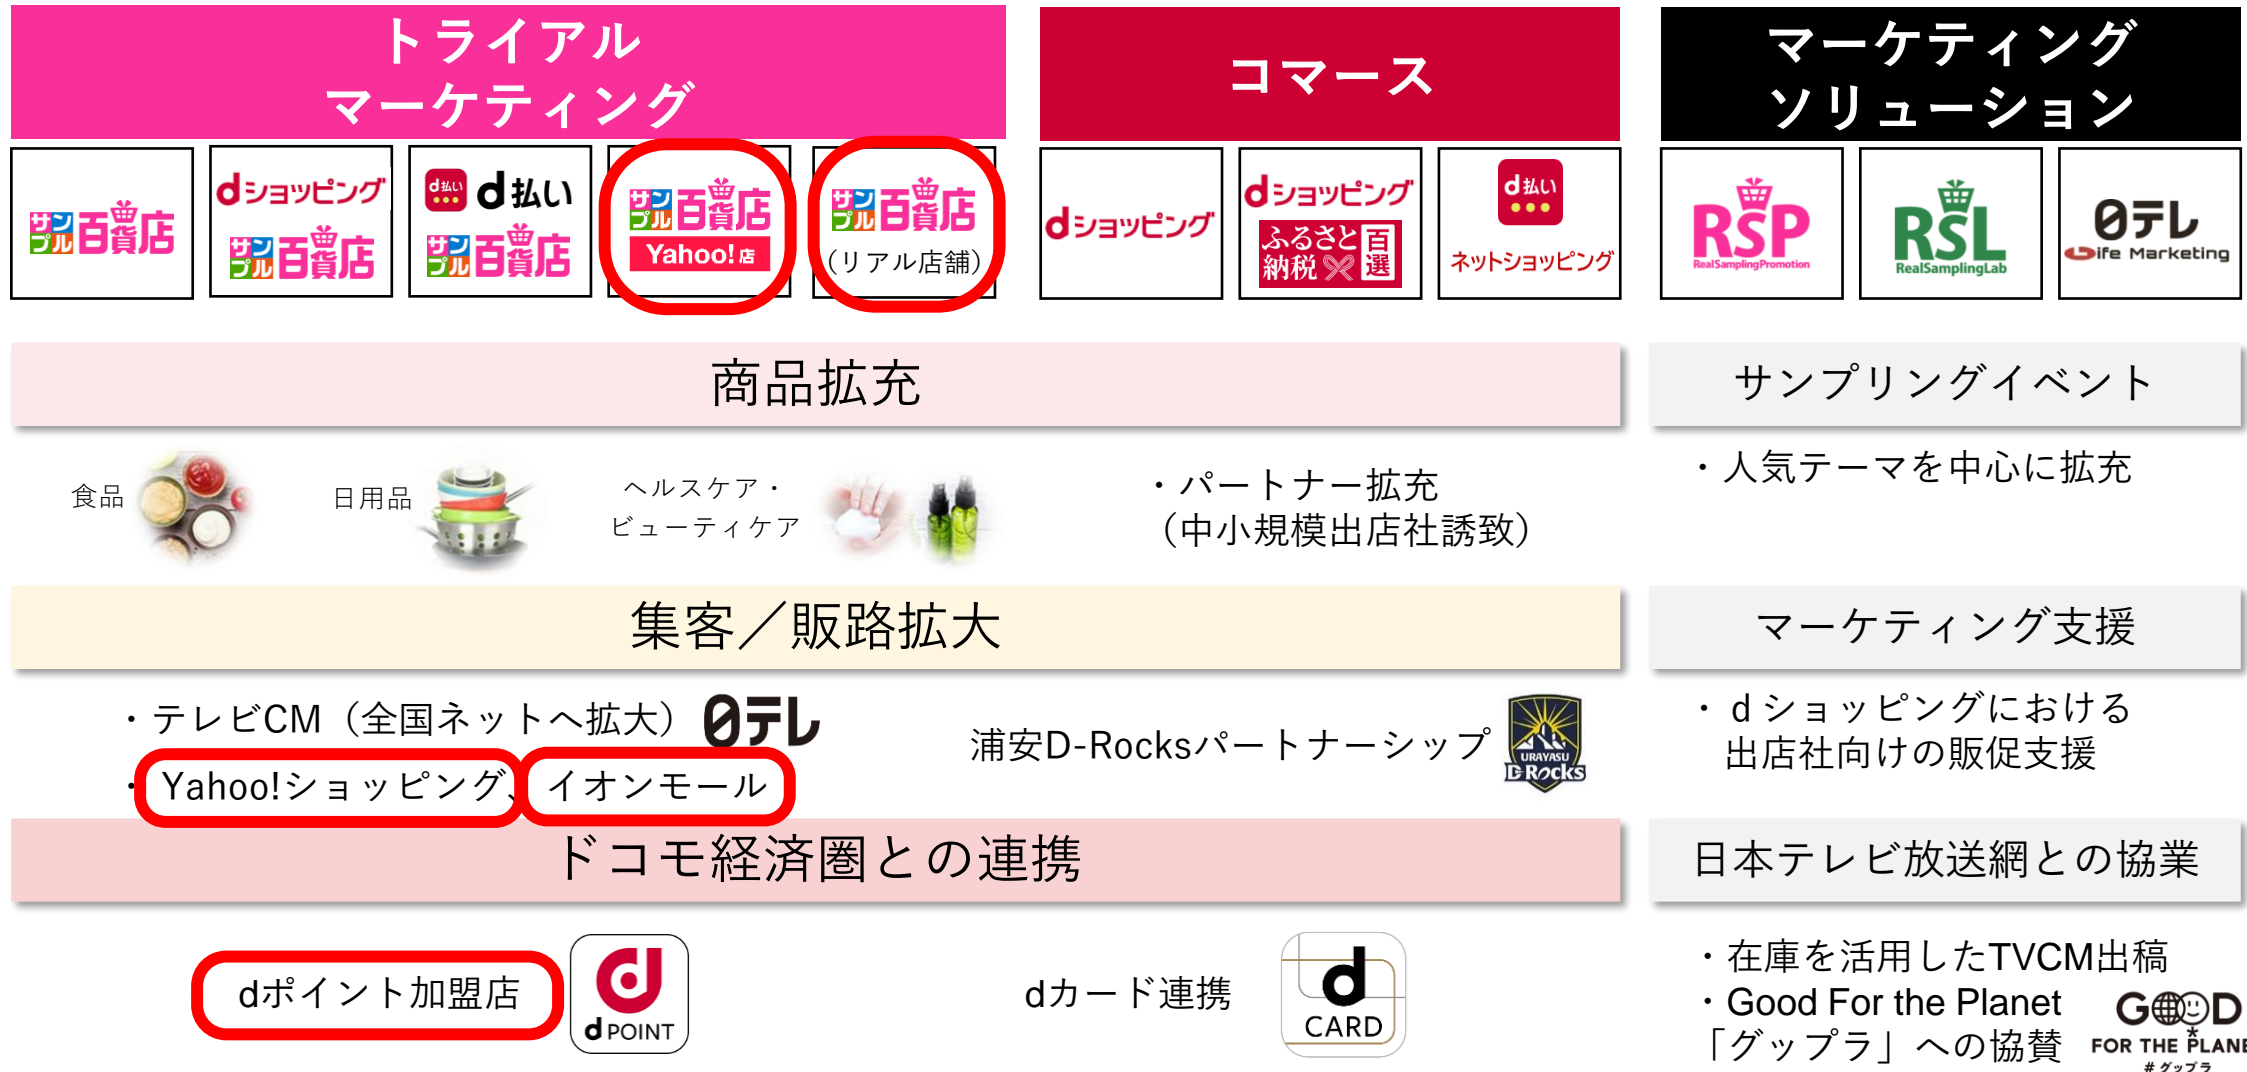 トライアル
マーケティング
コマース
マーケティング
ソリューション
サンプル百貨店
dショッピング
サンプル百貨店
d払い d払い
サンプル百貨店
サンプル百貨店
Yahoo!店
サンプル百貨店
（リアル店舗）
dショッピング
dショッピング
ふるさと納税百選
d払い
ネットショッピング
RSP
RealSamplingPromotion
RSL
RealSamplingLab
日テレ
Life Marketing
商品拡充
サンプリングイベント
食品
日用品
ヘルスケア・
ビューティケア
・パートナー拡充
（中小規模出店社誘致）
・人気テーマを中心に拡充
集客／販路拡大
マーケティング支援
・テレビCM（全国ネットへ拡大） 日テレ
・Yahoo!ショッピング、イオンモール
浦安D-Rocksパートナーシップ
URAYASU
D-Rocks
・ｄショッピングにおける
出店社向けの販促支援
ドコモ経済圏との連携
日本テレビ放送網との協業
dポイント加盟店
d POINT
dカード連携
d CARD
・在庫を活用したTVCM出稿
・Good For the Planet
「グップラ」への協賛
GOOD
FOR THE PLANE
#グップラ